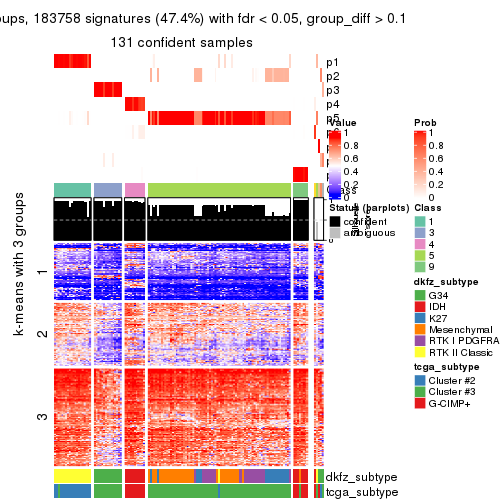 oups, 183758 signatures (47.4%) with fdr < 0.05, group_diff > 0.1
131 confident samples
p1
p2
p3
p4
p5
Class
k-means with 3 groups
1
2
3
Value
1
0.8
0.6
0.4
0.2
0
Prob
1
0.8
0.6
0.4
0.2
0
Status (barplots)
confident
ambiguous
Class
1
3
4
5
9
dkfz_subtype
G34
IDH
K27
Mesenchymal
RTK I PDGFRA
RTK II Classic
tcga_subtype
Cluster #2
Cluster #3
G-CIMP+
dkfz_subtype
tcga_subtype